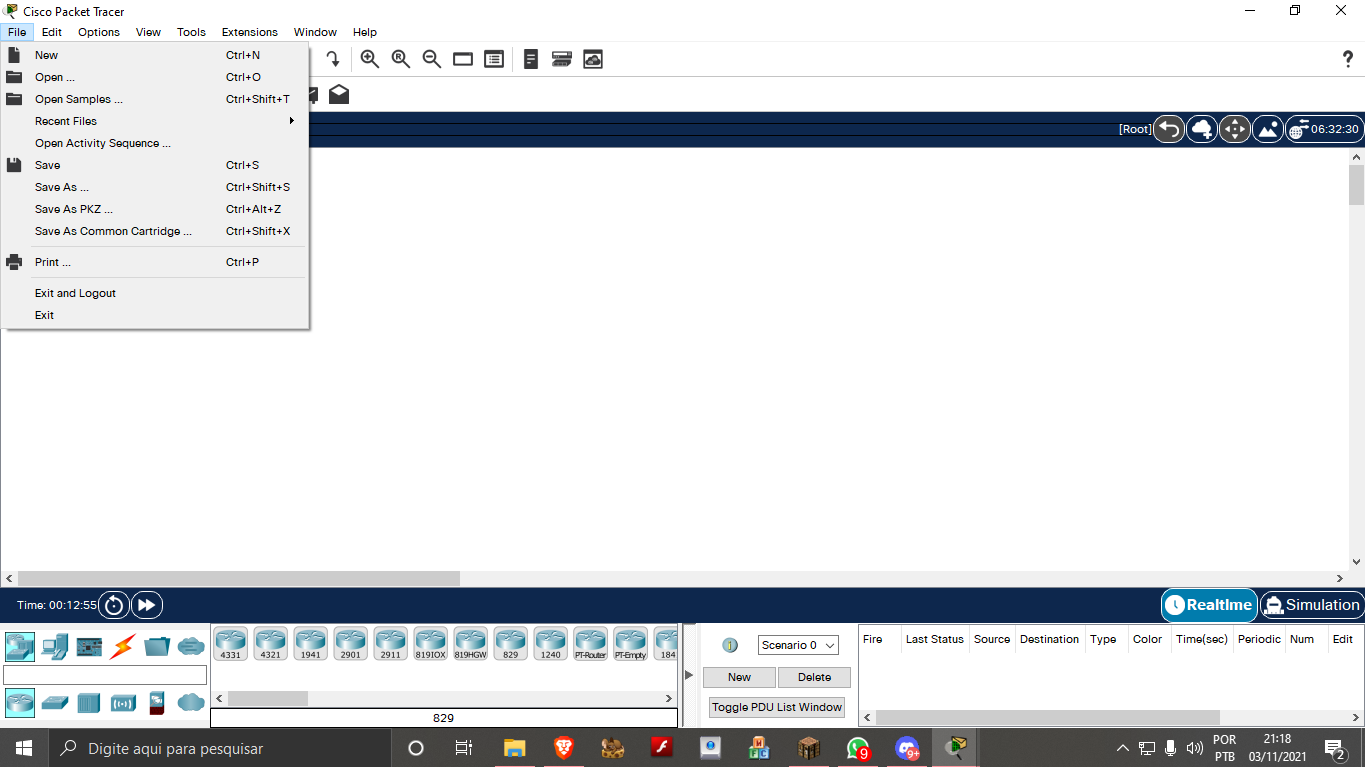 Cisco Packet Tracer
File Edit Options View Tools Extensions Window Help
New Ctrl+N
Open ... Ctrl+O
Open Samples ... Ctrl+Shift+T
Recent Files
Open Activity Sequence ...
Save Ctrl+S
Save As ... Ctrl+Shift+S
Save As PKZ ... Ctrl+Alt+Z
Save As Common Cartridge ... Ctrl+Shift+X
Print ... Ctrl+P
Exit and Logout
Exit
[Root] 06:32:30
Time: 00:12:55 Realtime Simulation
4331 4321 1941 2901 2911 819IOX 819HGW 829 1240 PT-Router PT-Empty 184
829
Scenario 0
New Delete
Toggle PDU List Window
Fire Last Status Source Destination Type Color Time(sec) Periodic Num Edit
Digite aqui para pesquisar
9
9+
POR
PTB
21:18
03/11/2021
2